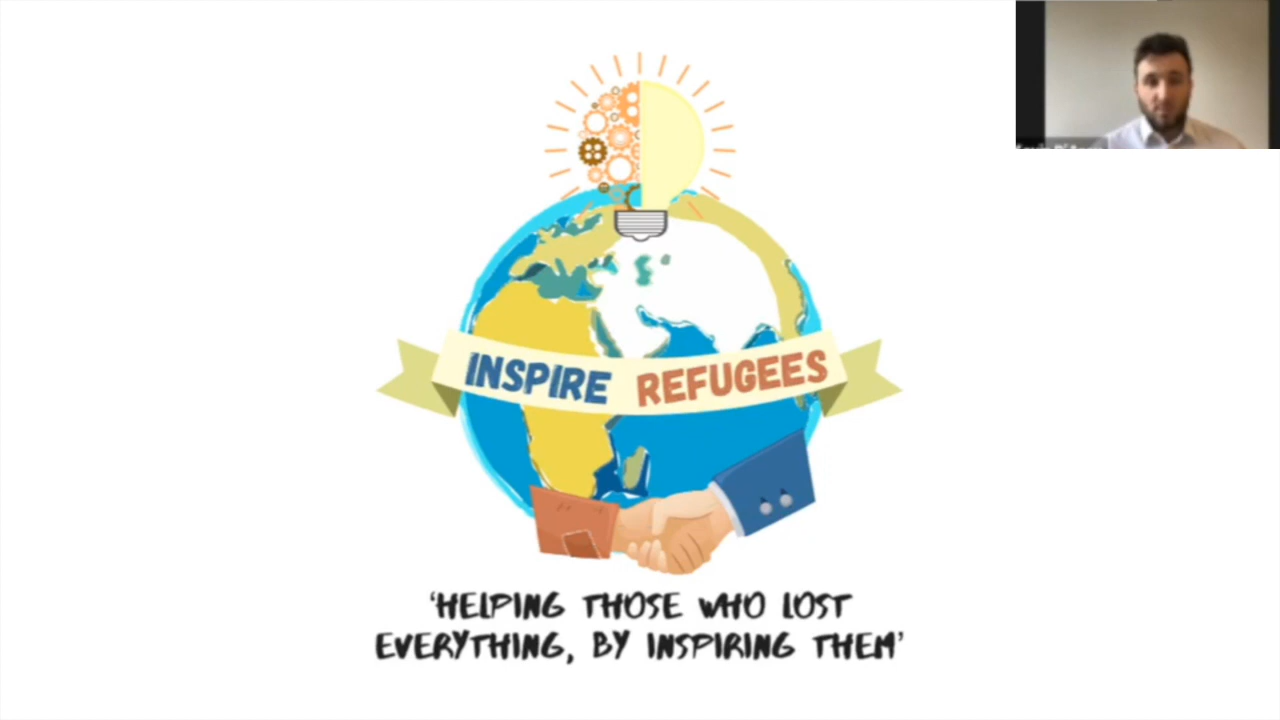 INSPIRE REFUGEES
'HELPING THOSE WHO LOST
EVERYTHING, BY INSPIRING THEM'